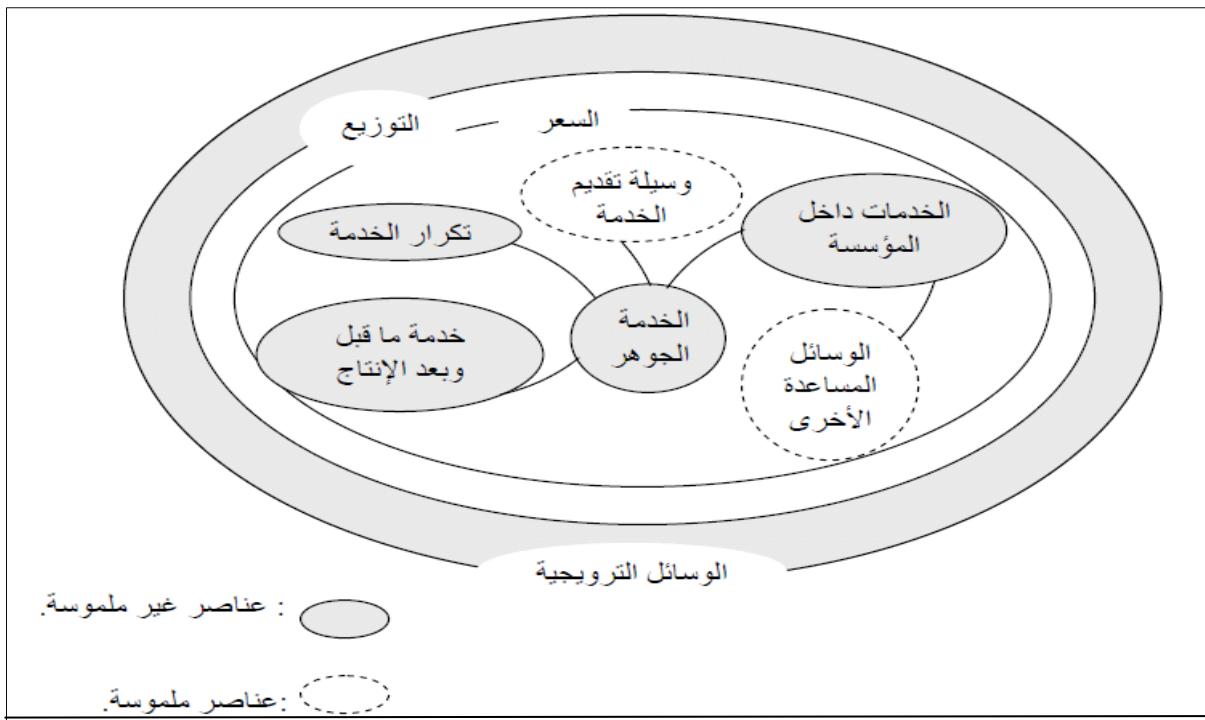 السعر
التوزيع
وسيلة تقديم
الخدمة
الخدمات داخل
المؤسسة
تكرار الخدمة
الخدمة
الجوهر
خدمة ما قبل
وبعد الإنتاج
الوسائل
المساعدة
الأخرى
الوسائل الترويجية
: عناصر غير ملموسة.
:عناصر ملموسة.